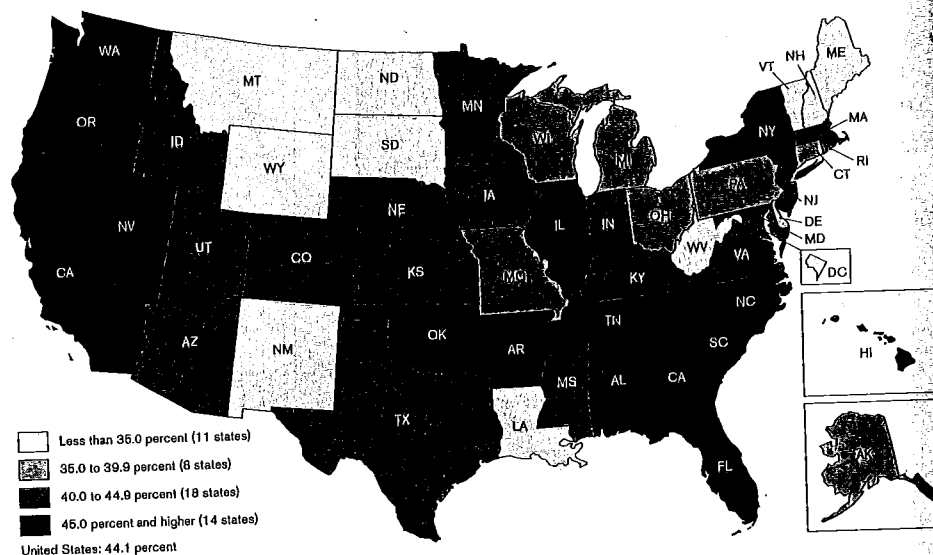 WA
MT
ND
MN
VT
NH
ME
OR
ID
SD
WI
MI
NY
MA
WY
RI
CT
NE
IA
PA
NJ
NV
UT
CO
IL
IN
OH
DE
MD
CA
KS
MO
KY
WV
VA
DC
NC
AZ
NM
OK
AR
TN
SC
HI
MS
AL
GA
TX
LA
FL
AK
Less than 35.0 percent (11 states)
35.0 to 39.9 percent (8 states)
40.0 to 44.9 percent (18 states)
45.0 percent and higher (14 states)
United States: 44.1 percent